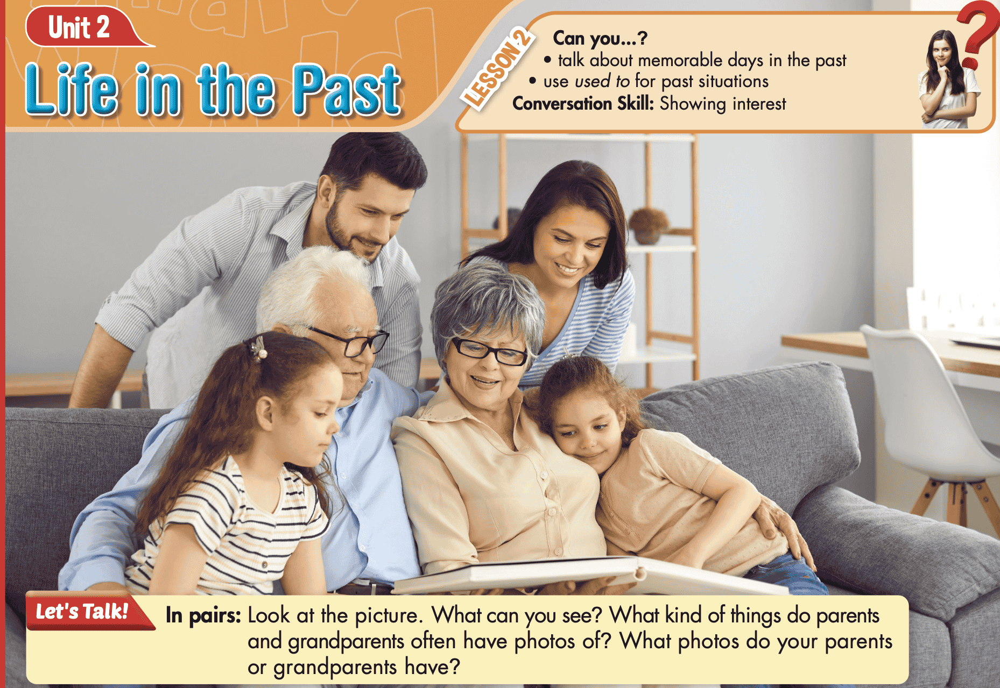 Unit 2
Life in the Past
LESSON 2
Can you...?
• talk about memorable days in the past
• use used to for past situations
Conversation Skill: Showing interest
Let's Talk!
In pairs: Look at the picture. What can you see? What kind of things do parents
and grandparents often have photos of? What photos do your parents
or grandparents have?